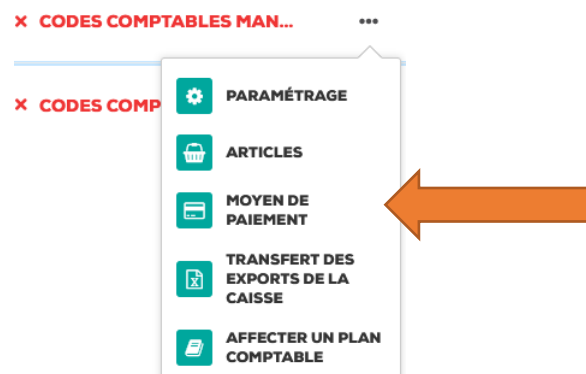 × CODES COMPTABLES MAN... •••
× CODES COMP
PARAMÉTRAGE
ARTICLES
MOYEN DE
PAIEMENT
TRANSFERT DES
EXPORTS DE LA
CAISSE
AFFECTER UN PLAN
COMPTABLE